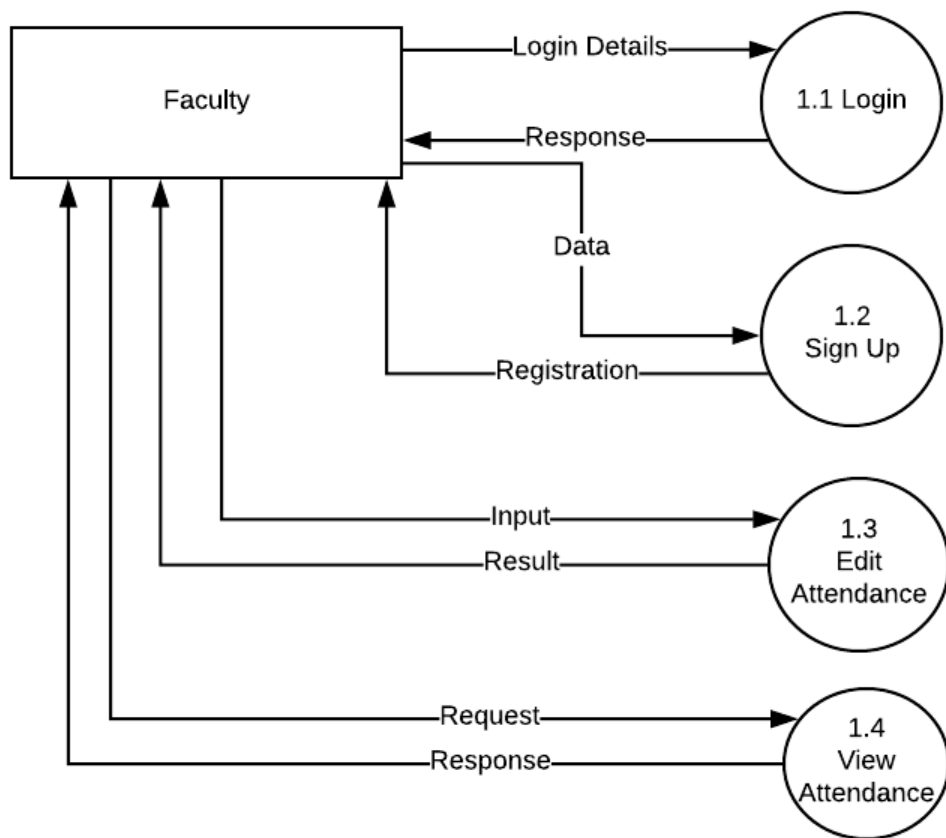 Faculty
Login Details
1.1 Login
Response
Data
1.2
Sign Up
Registration
Input
1.3
Edit
Attendance
Result
Request
1.4
View
Attendance
Response